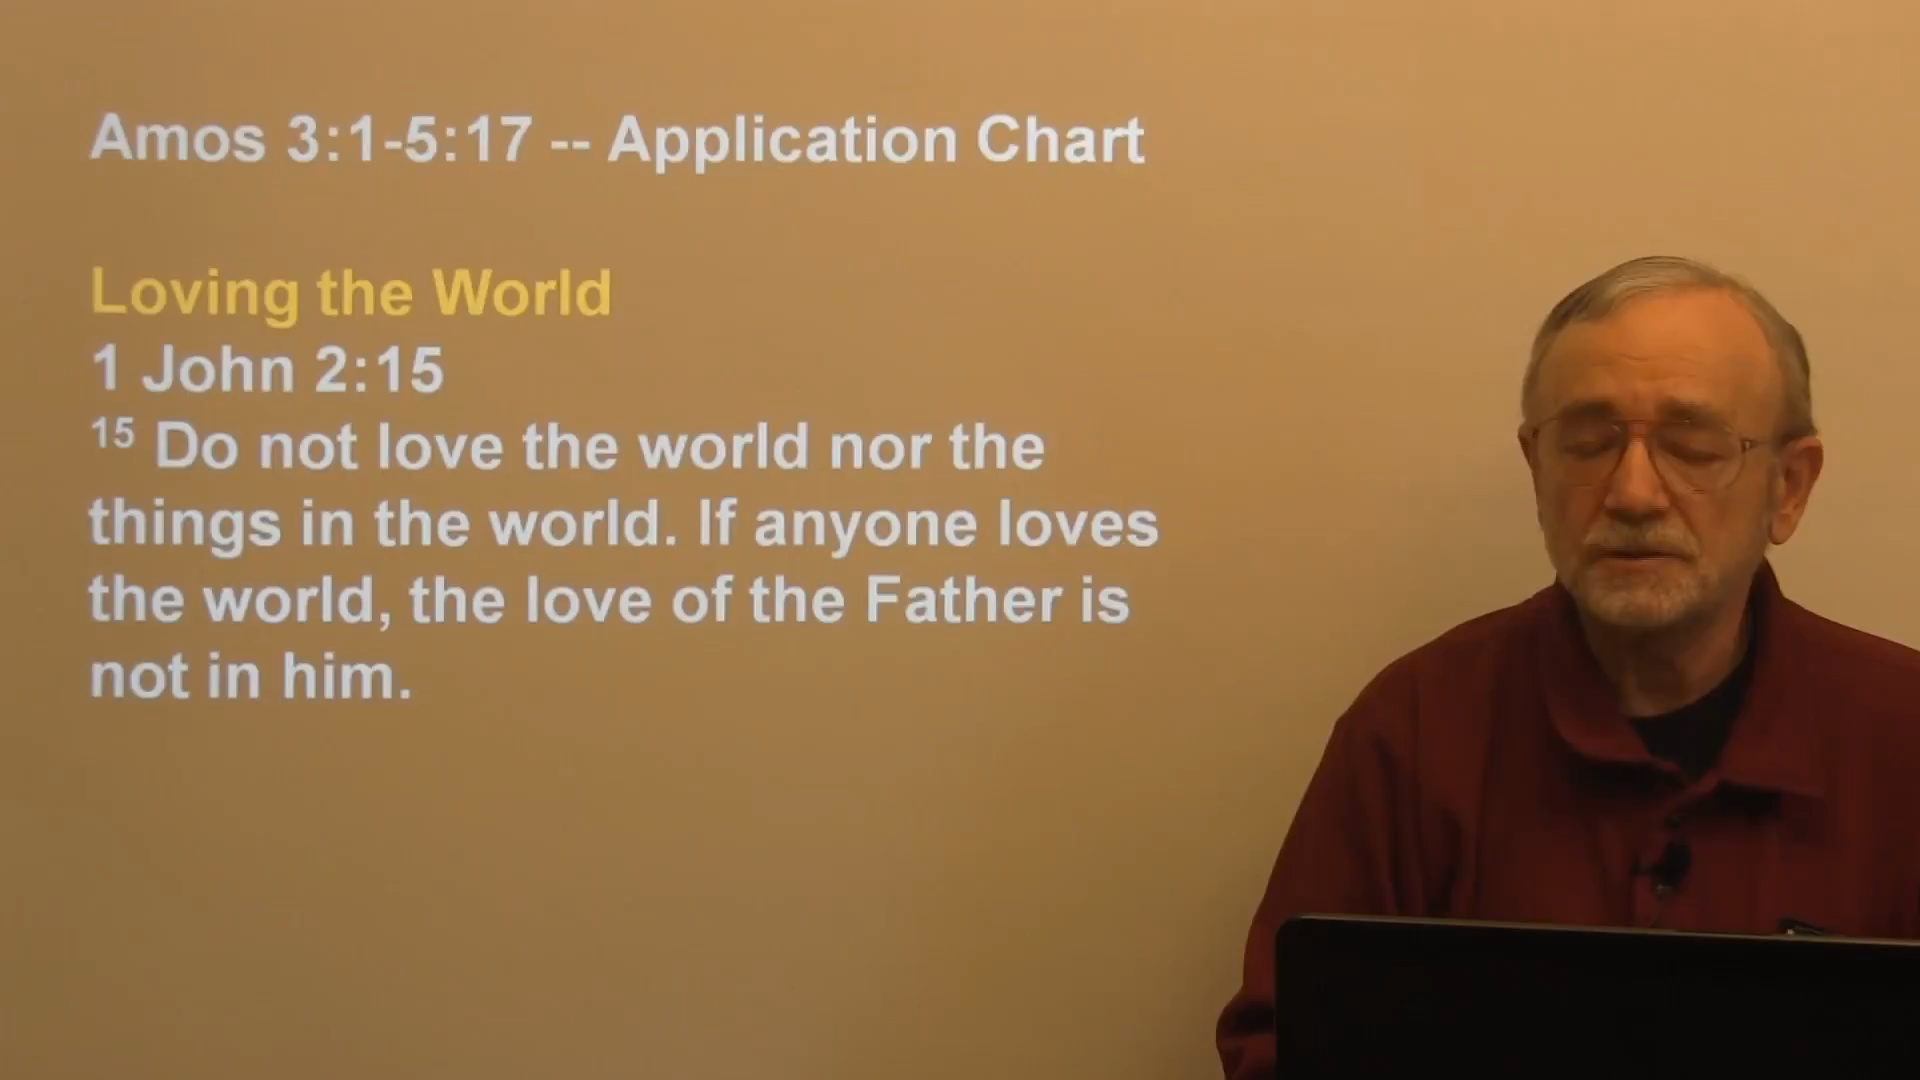 Amos 3:1-5:17 -- Application Chart
Loving the World
1 John 2:15
15 Do not love the world nor the
things in the world. If anyone loves
the world, the love of the Father is
not in him.